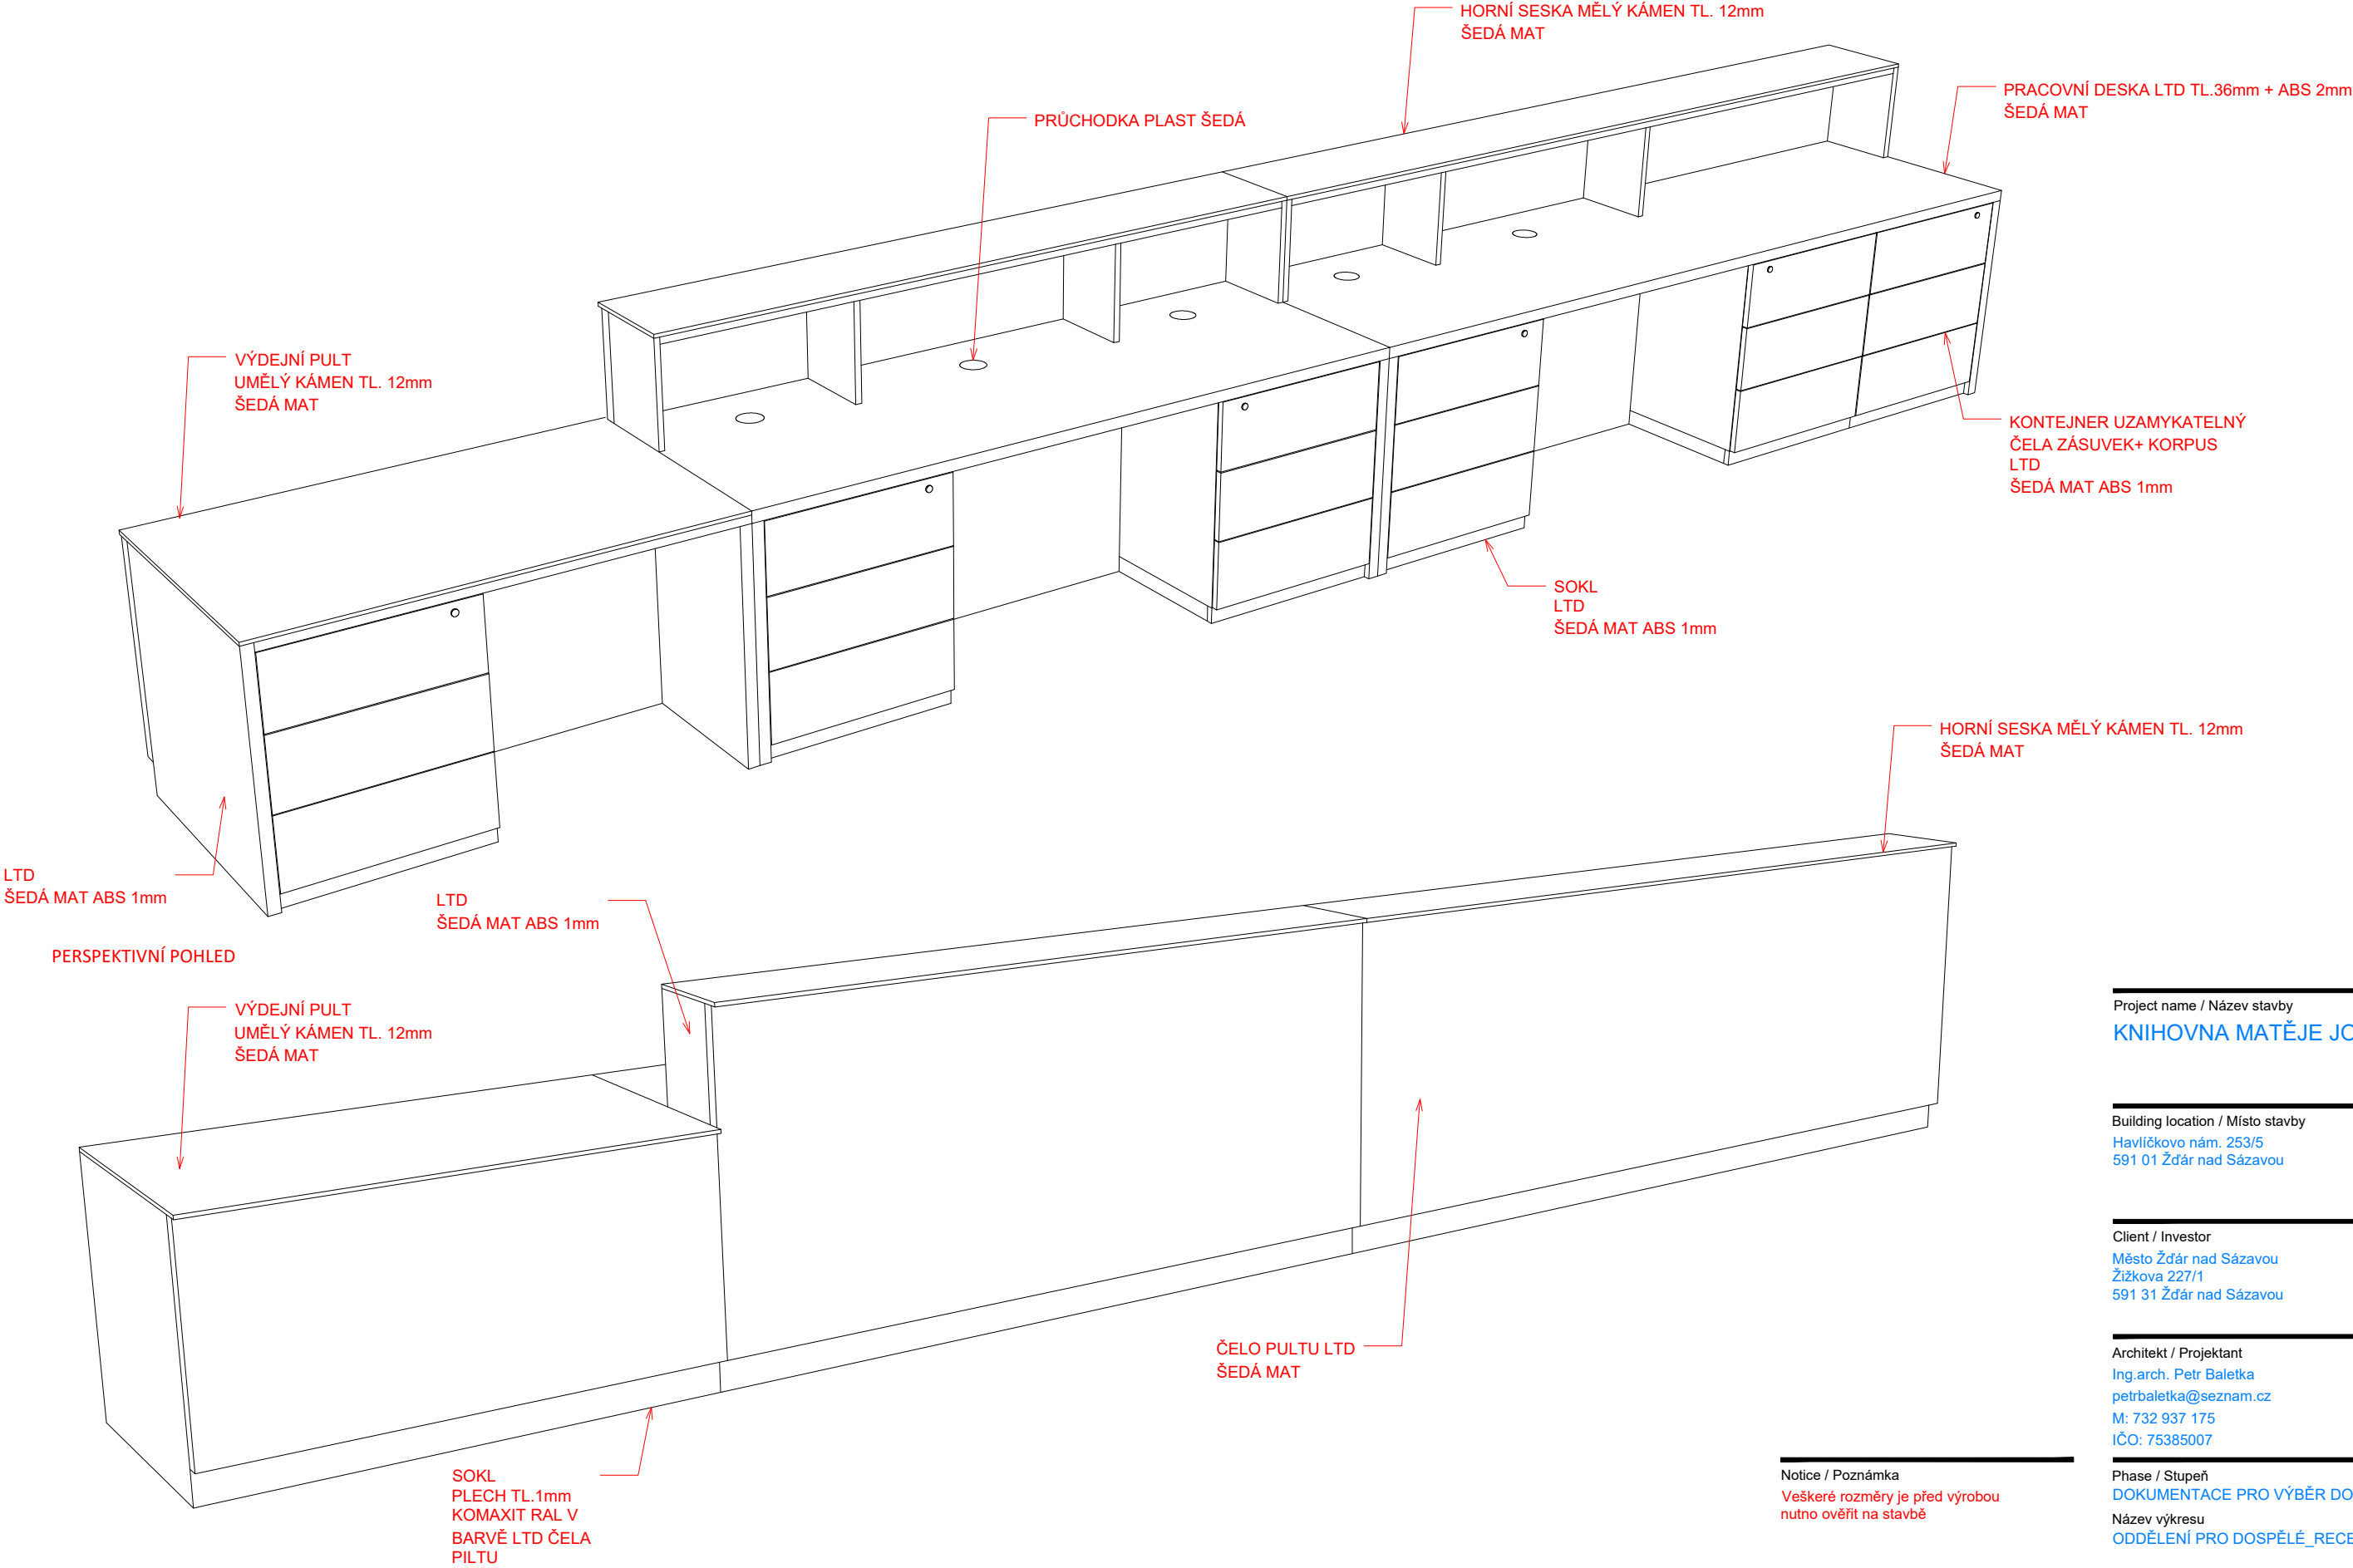 HORNÍ SESKA MĚLÝ KÁMEN TL. 12mm
ŠEDÁ MAT
PRACOVNÍ DESKA LTD TL.36mm + ABS 2mm
ŠEDÁ MAT
PRŮCHODKA PLAST ŠEDÁ
VÝDEJNÍ PULT
UMĚLÝ KÁMEN TL. 12mm
ŠEDÁ MAT
KONTEJNER UZAMYKATELNÝ
ČELA ZÁSUVEK+ KORPUS
LTD
ŠEDÁ MAT ABS 1mm
SOKL
LTD
ŠEDÁ MAT ABS 1mm
HORNÍ SESKA MĚLÝ KÁMEN TL. 12mm
ŠEDÁ MAT
LTD
ŠEDÁ MAT ABS 1mm
LTD
ŠEDÁ MAT ABS 1mm
PERSPEKTIVNÍ POHLED
VÝDEJNÍ PULT
UMĚLÝ KÁMEN TL. 12mm
ŠEDÁ MAT
ČELO PULTU LTD
ŠEDÁ MAT
SOKL
PLECH TL.1mm
KOMAXIT RAL V
BARVĚ LTD ČELA
PILTU
Notice / Poznámka
Veškeré rozměry je před výrobou
nutno ověřit na stavbě
Project name / Název stavby
KNIHOVNA MATĚJE JO
Building location / Místo stavby
Havlíčkovo nám. 253/5
591 01 Žďár nad Sázavou
Client / Investor
Město Žďár nad Sázavou
Žižkova 227/1
591 31 Žďár nad Sázavou
Architekt / Projektant
Ing.arch. Petr Baletka
petrbaletka@seznam.cz
M: 732 937 175
IČO: 75385007
Phase / Stupeň
DOKUMENTACE PRO VÝBĚR DO
Název výkresu
ODDĚLENÍ PRO DOSPĚLÉ_RECE